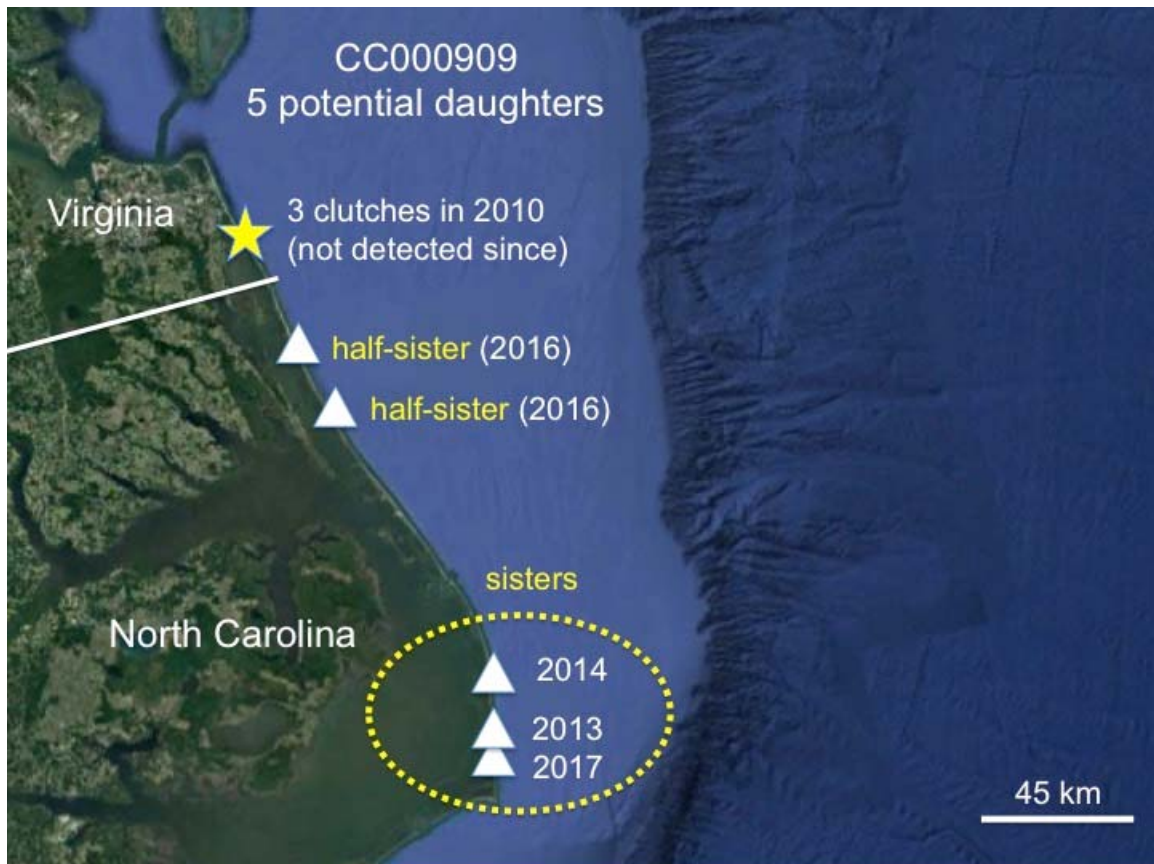 CC000909
5 potential daughters
Virginia
3 clutches in 2010
(not detected since)
half-sister (2016)
half-sister (2016)
sisters
North Carolina
2014
2013
2017
45 km